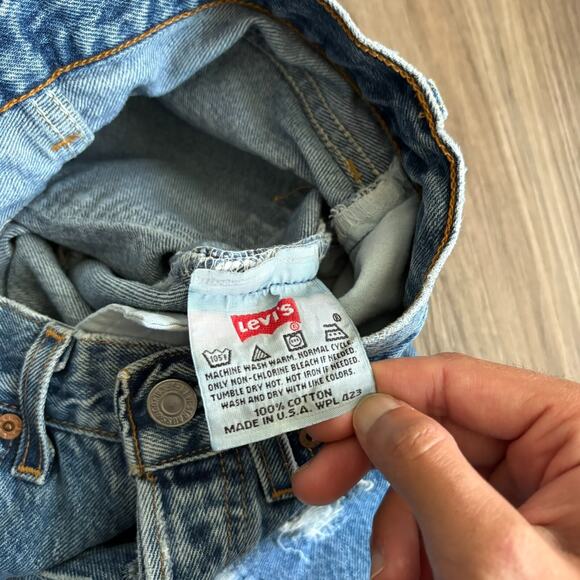 Levi's
105F
MACHINE WASH WARM. NORMAL CYCLE.
ONLY NON-CHLORINE BLEACH IF NEEDED.
TUMBLE DRY HOT. HOT IRON IF NEEDED.
WASH AND DRY WITH LIKE COLORS.
100% COTTON
MADE IN U.S.A. WPL 423